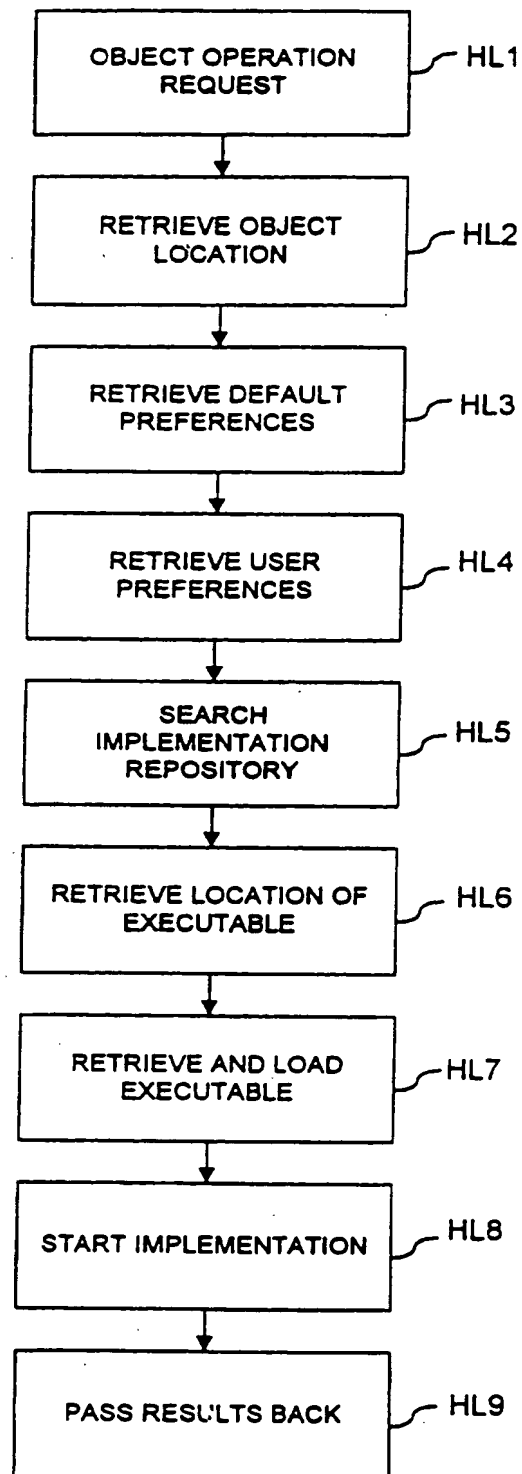 OBJECT OPERATION
REQUEST
HL1
RETRIEVE OBJECT
LOCATION
HL2
RETRIEVE DEFAULT
PREFERENCES
HL3
RETRIEVE USER
PREFERENCES
HL4
SEARCH
IMPLEMENTATION
REPOSITORY
HL5
RETRIEVE LOCATION OF
EXECUTABLE
HL6
RETRIEVE AND LOAD
EXECUTABLE
HL7
START IMPLEMENTATION
HL8
PASS RESULTS BACK
HL9